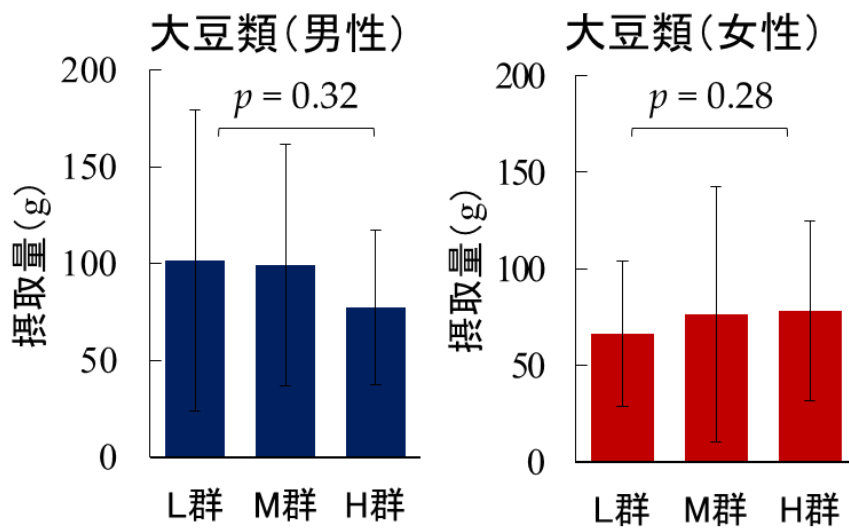 大豆類（男性）
p = 0.32
摂取量(g)
200
150
100
50
0
L群 M群 H群
大豆類（女性）
p = 0.28
摂取量(g)
200
150
100
50
0
L群 M群 H群